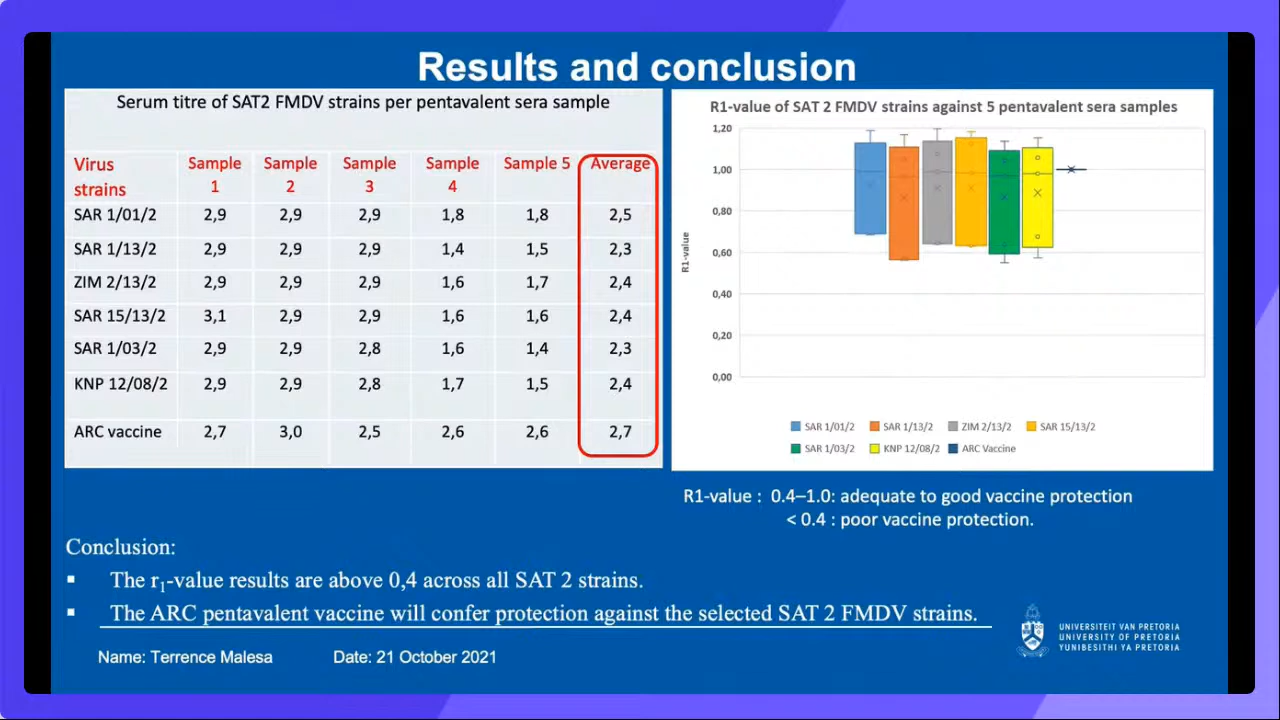 Results and conclusion
Serum titre of SAT2 FMDV strains per pentavalent sera sample
Virus strains Sample 1 Sample 2 Sample 3 Sample 4 Sample 5 Average
SAR 1/01/2 2,9 2,9 2,9 1,8 1,8 2,5
SAR 1/13/2 2,9 2,9 2,9 1,4 1,5 2,3
ZIM 2/13/2 2,9 2,9 2,9 1,6 1,7 2,4
SAR 15/13/2 3,1 2,9 2,9 1,6 1,6 2,4
SAR 1/03/2 2,9 2,9 2,8 1,6 1,4 2,3
KNP 12/08/2 2,9 2,9 2,8 1,7 1,5 2,4
ARC vaccine 2,7 3,0 2,5 2,6 2,6 2,7
R1-value of SAT 2 FMDV strains against 5 pentavalent sera samples
1,20
1,00
0,80
0,60
0,40
0,20
0,00
R1-value
SAR 1/01/2 SAR 1/13/2 ZIM 2/13/2 SAR 15/13/2
SAR 1/03/2 KNP 12/08/2 ARC Vaccine
R1-value : 0.4–1.0: adequate to good vaccine protection
< 0.4 : poor vaccine protection.
Conclusion:
▪ The r₁-value results are above 0,4 across all SAT 2 strains.
▪ The ARC pentavalent vaccine will confer protection against the selected SAT 2 FMDV strains.
Name: Terrence Malesa Date: 21 October 2021
UNIVERSITEIT VAN PRETORIA
UNIVERSITY OF PRETORIA
YUNIBESITHI YA PRETORIA